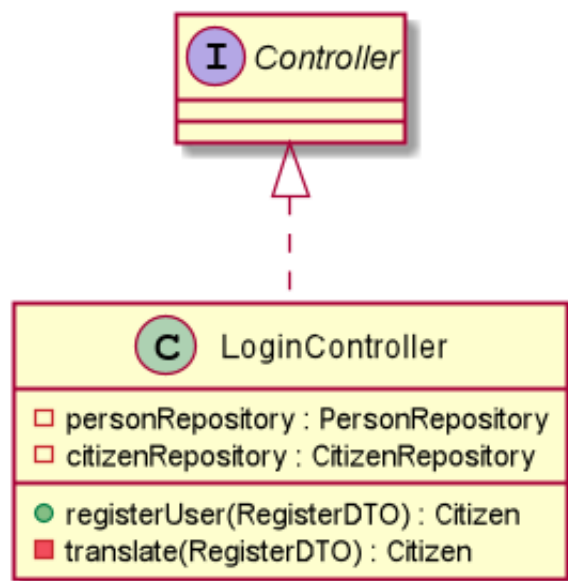 I Controller
C LoginController
personRepository : PersonRepository
citizenRepository : CitizenRepository
registerUser(RegisterDTO) : Citizen
translate(RegisterDTO) : Citizen